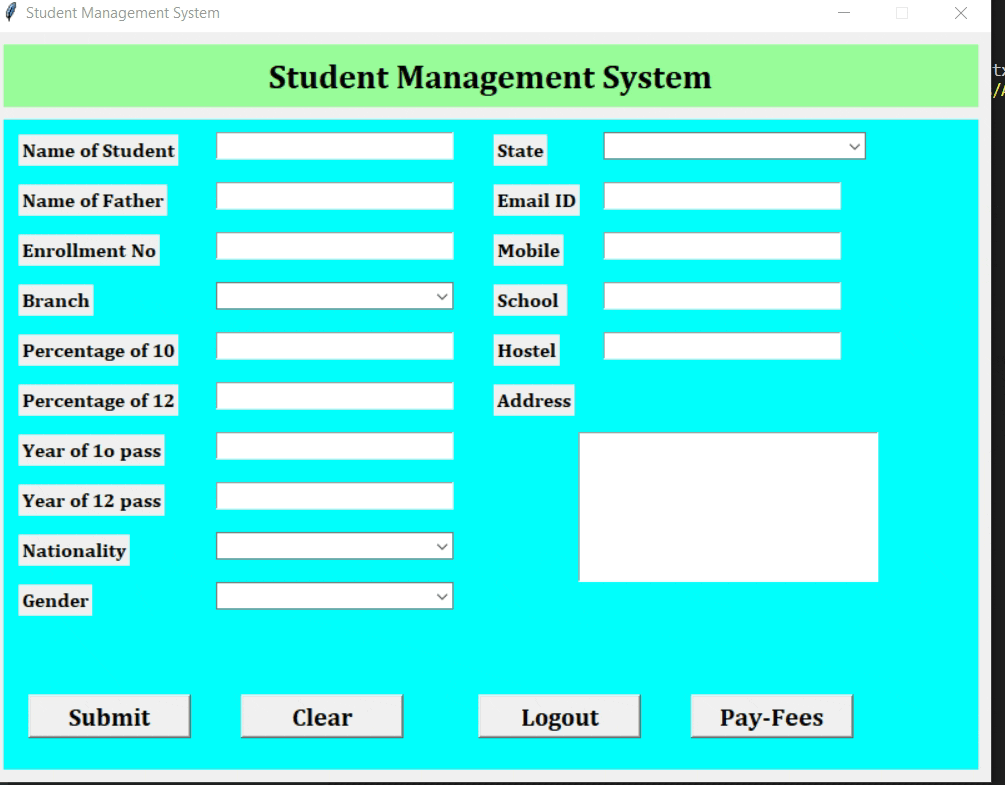 Student Management System
Student Management System
Name of Student
Name of Father
Enrollment No
Branch
Percentage of 10
Percentage of 12
Year of 1o pass
Year of 12 pass
Nationality
Gender
State
Email ID
Mobile
School
Hostel
Address
Submit
Clear
Logout
Pay-Fees